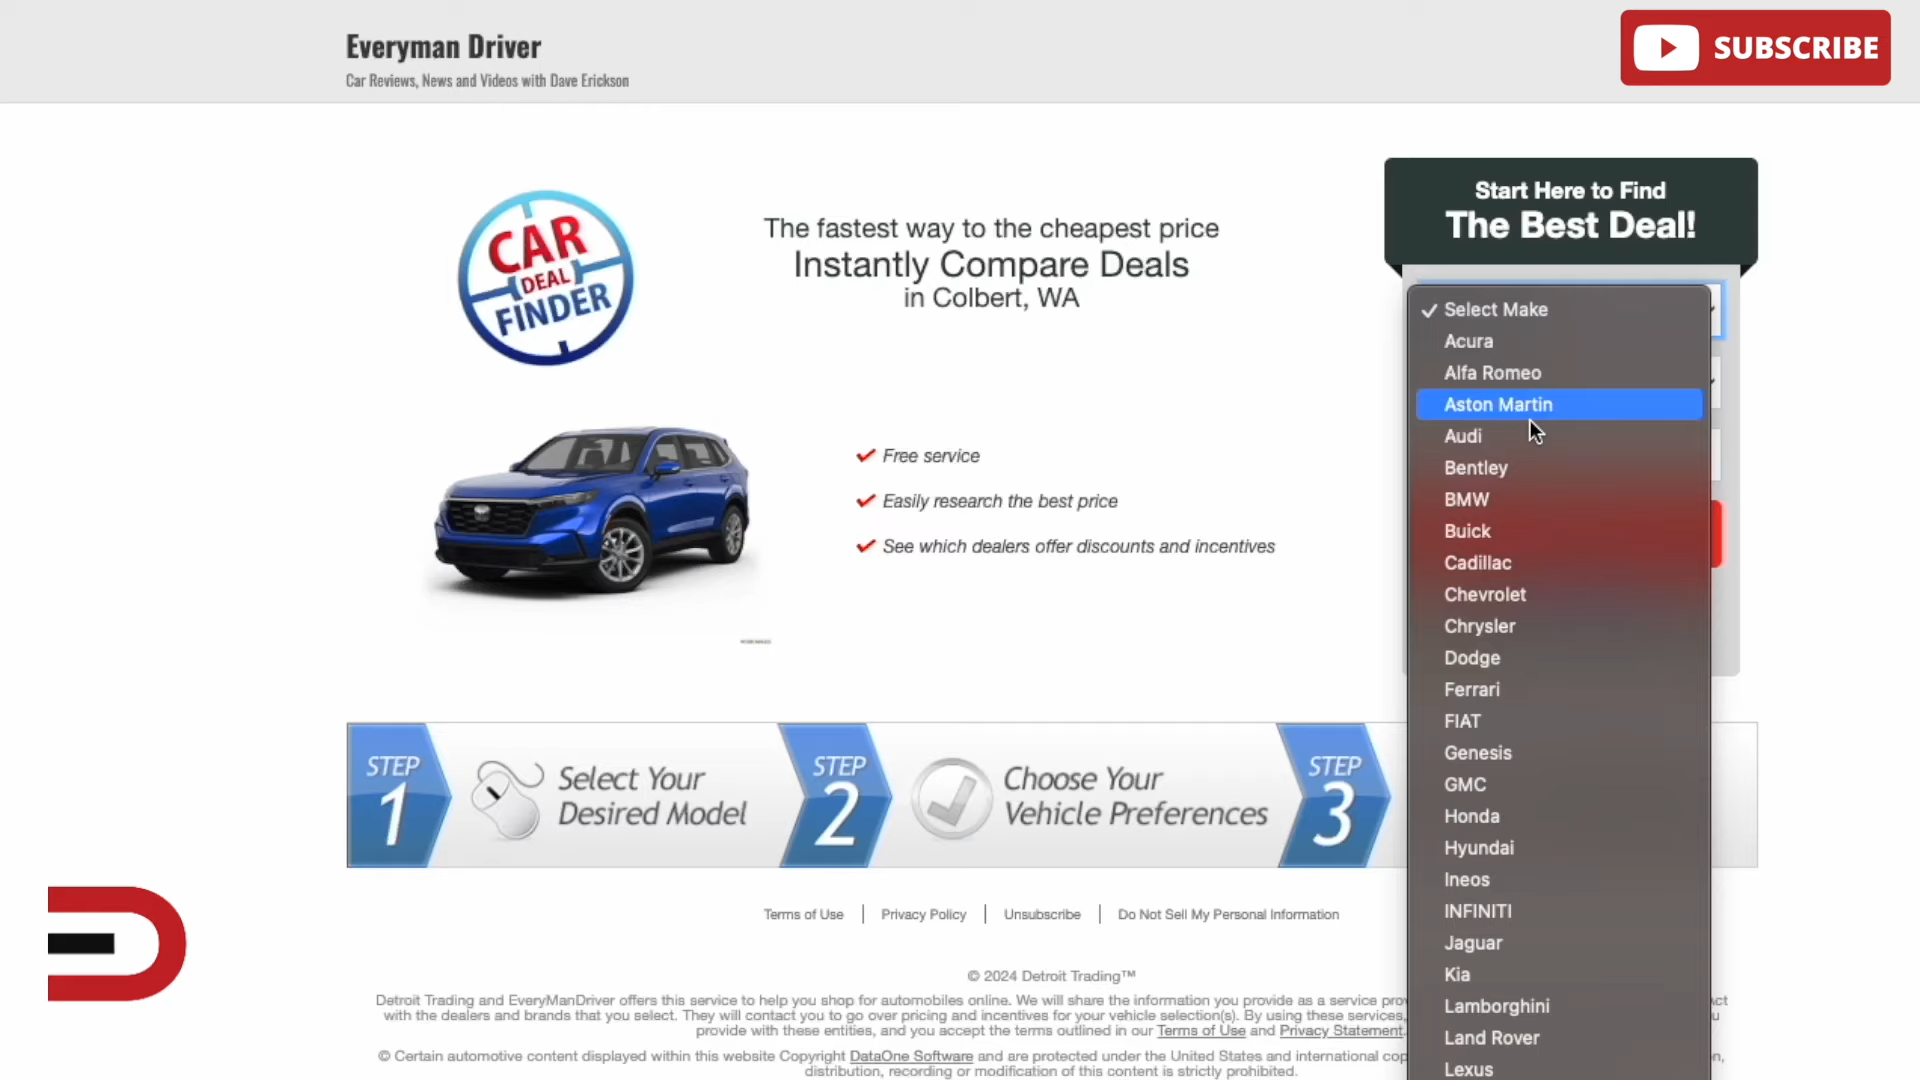 Everyman Driver
Car Reviews, News and Videos with Dave Erickson
SUBSCRIBE
CAR
DEAL
FINDER
The fastest way to the cheapest price
Instantly Compare Deals
in Colbert, WA
Free service
Easily research the best price
See which dealers offer discounts and incentives
Start Here to Find
The Best Deal!
Select Make
Acura
Alfa Romeo
Aston Martin
Audi
Bentley
BMW
Buick
Cadillac
Chevrolet
Chrysler
Dodge
Ferrari
FIAT
Genesis
GMC
Honda
Hyundai
Ineos
INFINITI
Jaguar
Kia
Lamborghini
Land Rover
Lexus
STEP
1
Select Your
Desired Model
STEP
2
Choose Your
Vehicle Preferences
STEP
3
Terms of Use | Privacy Policy | Unsubscribe | Do Not Sell My Personal Information
© 2024 Detroit Trading™
Detroit Trading and EveryManDriver offers this service to help you shop for automobiles online. We will share the information you provide as a service
with the dealers and brands that you select. They will contact you to go over pricing and incentives for your vehicle selection(s). By using these services,
provide with these entities, and you accept the terms outlined in our Terms of Use and Privacy Statement.
© Certain automotive content displayed within this website Copyright DataOne Software and are protected under the United States and international
distribution, recording or modification of this content is strictly prohibited.